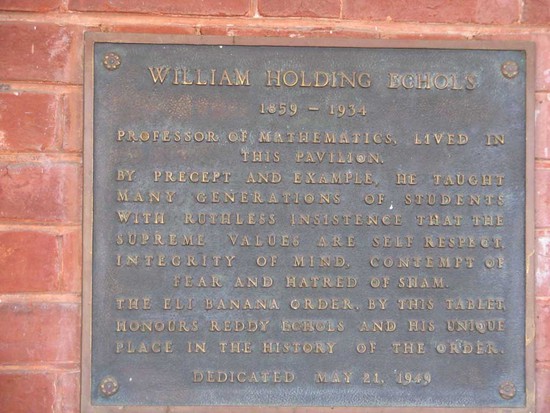 WILLIAM HOLDING ECHOLS
1859 – 1934
PROFESSOR OF MATHEMATICS, LIVED IN
THIS PAVILION.
BY PRECEPT AND EXAMPLE, HE TAUGHT
MANY GENERATIONS OF STUDENTS
WITH RUTHLESS INSISTENCE THAT THE
SUPREME VALUES ARE SELF RESPECT,
INTEGRITY OF MIND, CONTEMPT OF
FEAR AND HATRED OF SHAM.
THE ELI BANANA ORDER, BY THIS TABLET,
HONOURS REDDY ECHOLS AND HIS UNIQUE
PLACE IN THE HISTORY OF THE ORDER.
DEDICATED MAY 21, 1949